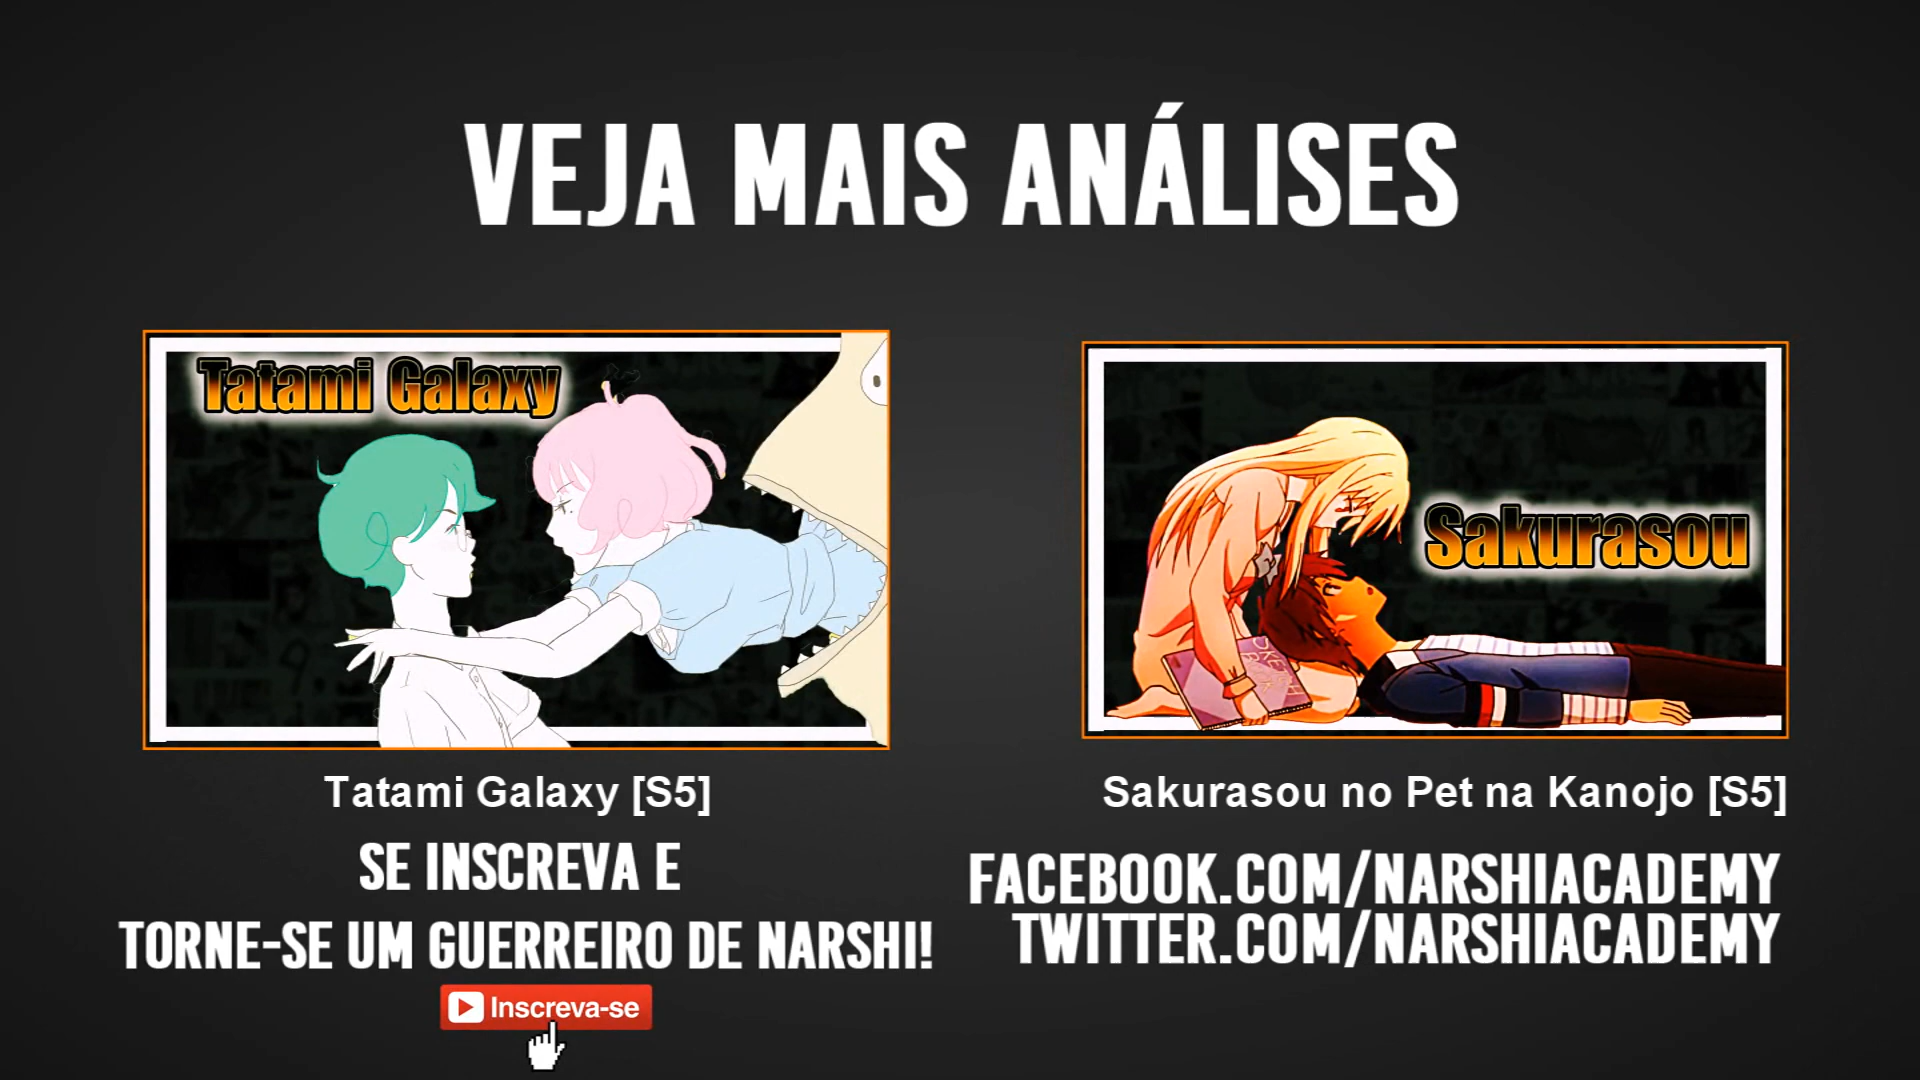 VEJA MAIS ANÁLISES
Tatami Galaxy
Sakurasou
Tatami Galaxy [S5]
Sakurasou no Pet na Kanojo [S5]
SE INSCREVA E
TORNE-SE UM GUERREIRO DE NARSHI!
Inscreva-se
FACEBOOK.COM/NARSHIACADEMY
TWITTER.COM/NARSHIACADEMY